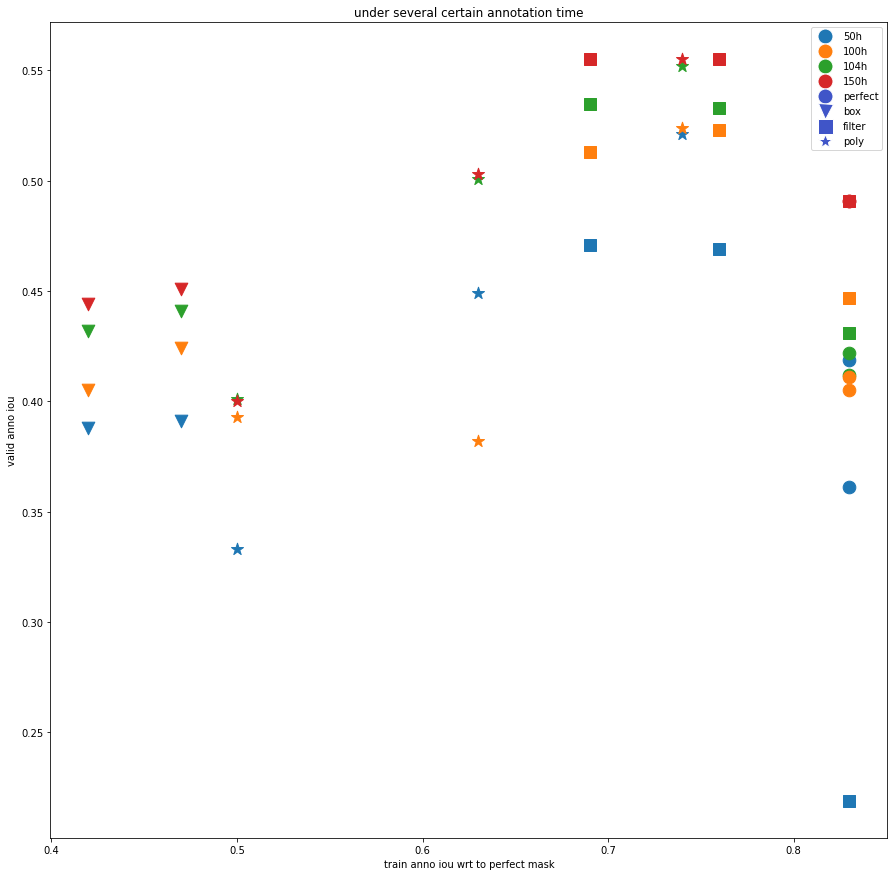 under several certain annotation time
50h
100h
104h
150h
perfect
box
filter
poly
valid anno iou
0.55
0.50
0.45
0.40
0.35
0.30
0.25
0.4
0.5
0.6
0.7
0.8
train anno iou wrt to perfect mask